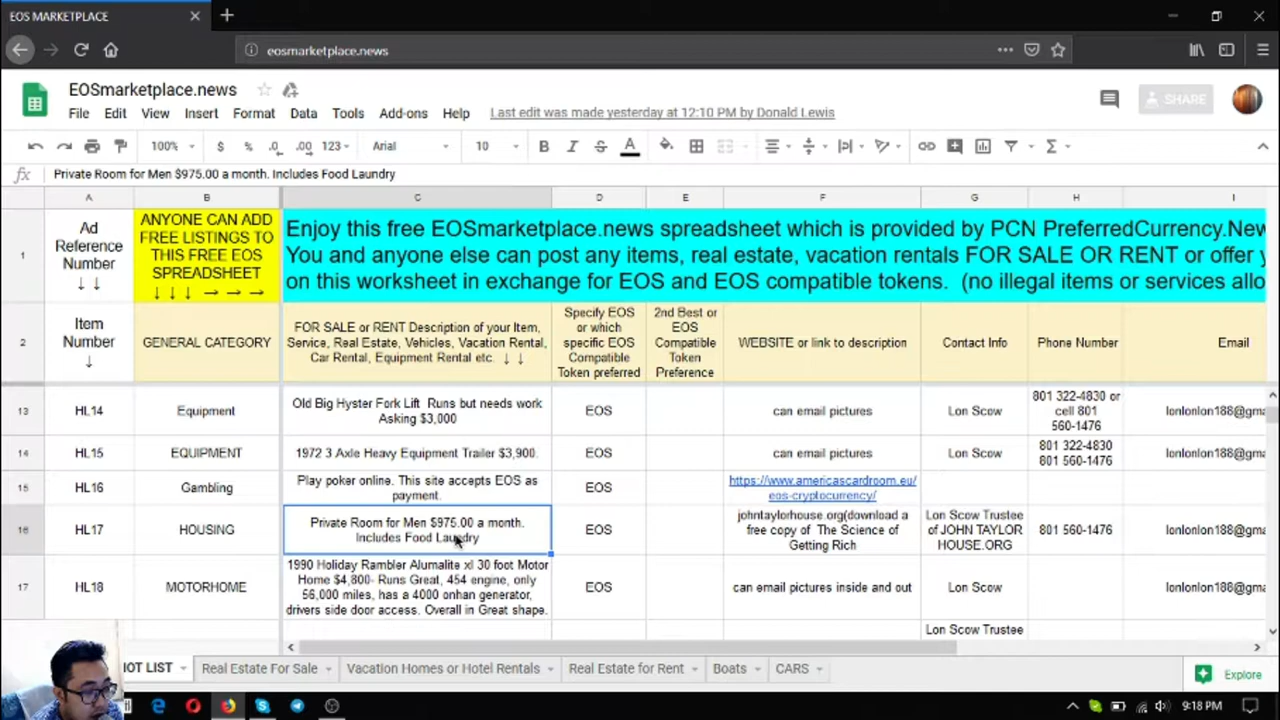 EOS MARKETPLACE
eosmarketplace.news
EOSmarketplace.news
File Edit View Insert Format Data Tools Add-ons Help Last edit was made yesterday at 12:10 PM by Donald Lewis
SHARE
100% $ % .0 .00 123 Arial 10 B I S A Σ
fx Private Room for Men $975.00 a month. Includes Food Laundry
A B C D E F G H I
1
Ad
Reference
Number
↓ ↓
ANYONE CAN ADD
FREE LISTINGS TO
THIS FREE EOS
SPREADSHEET
↓ ↓ ↓ → → →
Enjoy this free EOSmarketplace.news spreadsheet which is provided by PCN PreferredCurrency.New
You and anyone else can post any items, real estate, vacation rentals FOR SALE OR RENT or offer y
on this worksheet in exchange for EOS and EOS compatible tokens. (no illegal items or services allo
2
Item
Number
↓
GENERAL CATEGORY
FOR SALE or RENT Description of your Item,
Service, Real Estate, Vehicles, Vacation Rental,
Car Rental, Equipment Rental etc. ↓ ↓
Specify EOS
or which
specific EOS
Compatible
Token preferred
2nd Best or
EOS
Compatible
Token
Preference
WEBSITE or link to description
Contact Info
Phone Number
Email
13
HL14
Equipment
Old Big Hyster Fork Lift Runs but needs work
Asking $3,000
EOS
can email pictures
Lon Scow
801 322-4830 or
cell 801
560-1476
lonlonlon188@gma
14
HL15
EQUIPMENT
1972 3 Axle Heavy Equipment Trailer $3,900.
EOS
can email pictures
Lon Scow
801 322-4830
801 560-1476
lonlonlon188@gma
15
HL16
Gambling
Play poker online. This site accepts EOS as
payment.
EOS
https://www.americascardroom.eu/
eos-cryptocurrency/
16
HL17
HOUSING
Private Room for Men $975.00 a month.
Includes Food Laundry
EOS
johntaylorhouse.org(download a
free copy of The Science of
Getting Rich
Lon Scow Trustee
of JOHN TAYLOR
HOUSE.ORG
801 560-1476
lonlonlon188@gma
17
HL18
MOTORHOME
1990 Holiday Rambler Alumalite xl 30 foot Motor
Home $4,800- Runs Great, 454 engine, only
56,000 miles, has a 4000 onhan generator,
drivers side door access. Overall in Great shape.
EOS
can email pictures inside and out
Lon Scow
lonlonlon188@gma
Lon Scow Trustee
IOT LIST Real Estate For Sale Vacation Homes or Hotel Rentals Real Estate for Rent Boats CARS Explore
9:18 PM